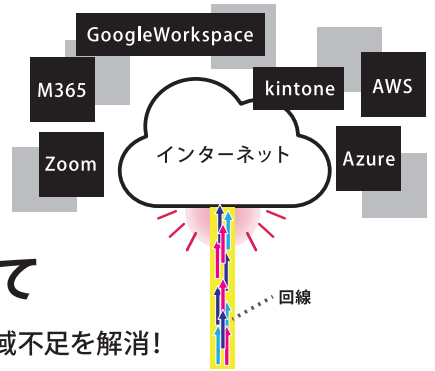 GoogleWorkspace
M365
kintone
AWS
インターネット
Zoom
Azure
て
回線
域不足を解消!